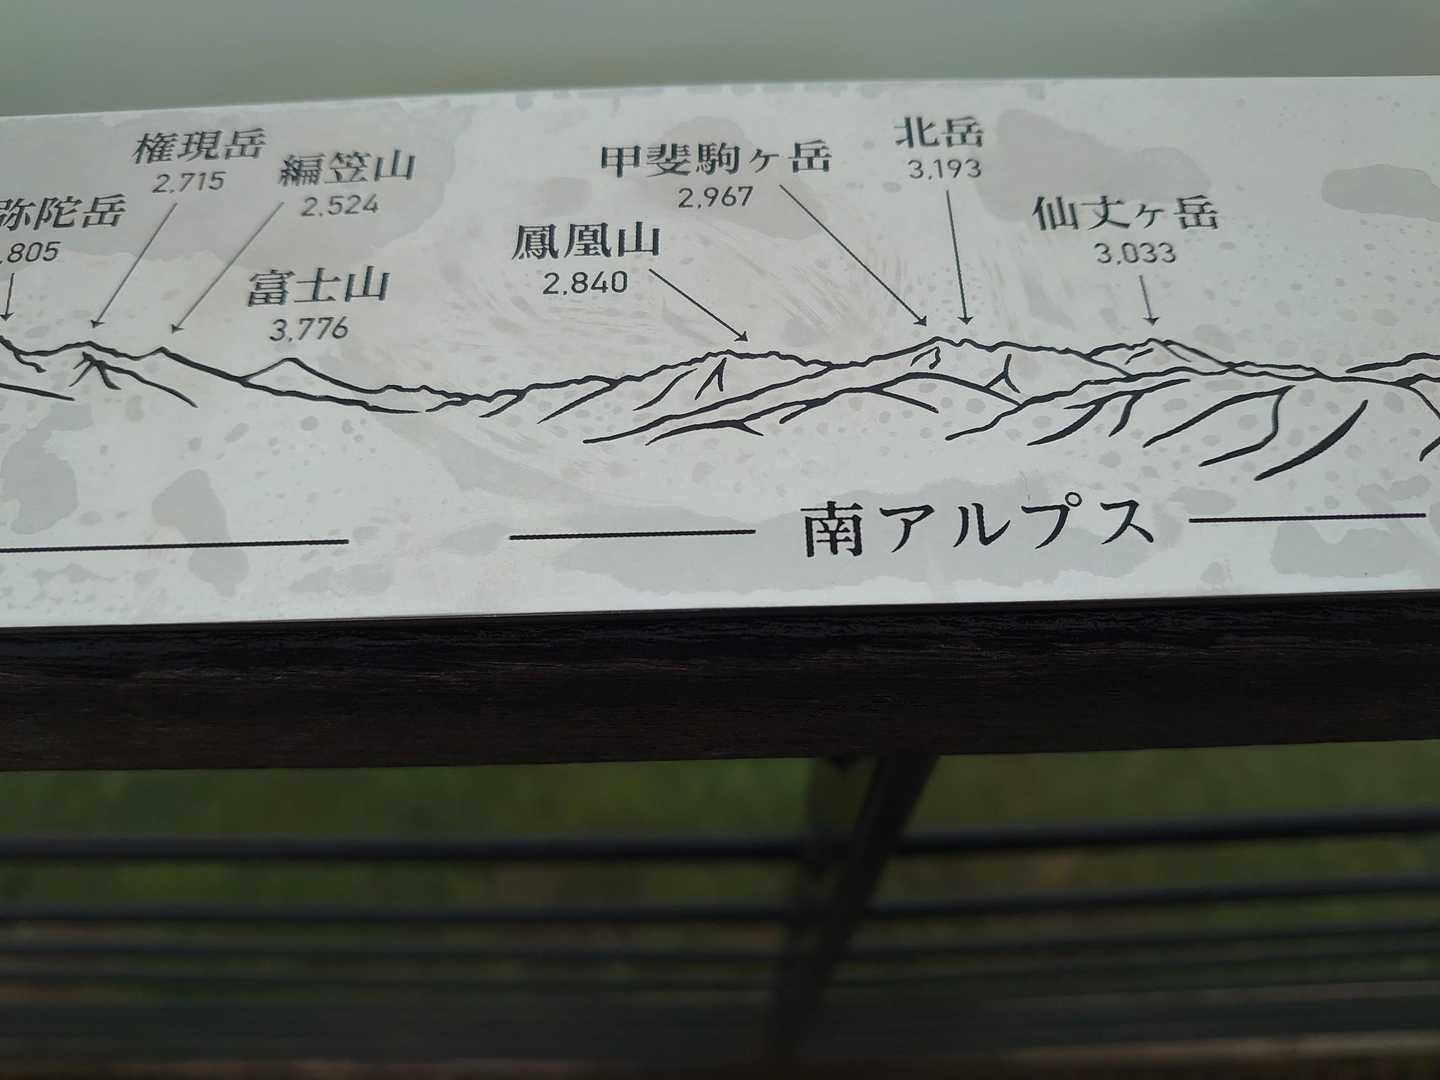 弥陀岳
.805
権現岳
2,715
編笠山
2,524
富士山
3,776
鳳凰山
2,840
甲斐駒ヶ岳
2,967
北岳
3,193
仙丈ヶ岳
3,033
南アルプス